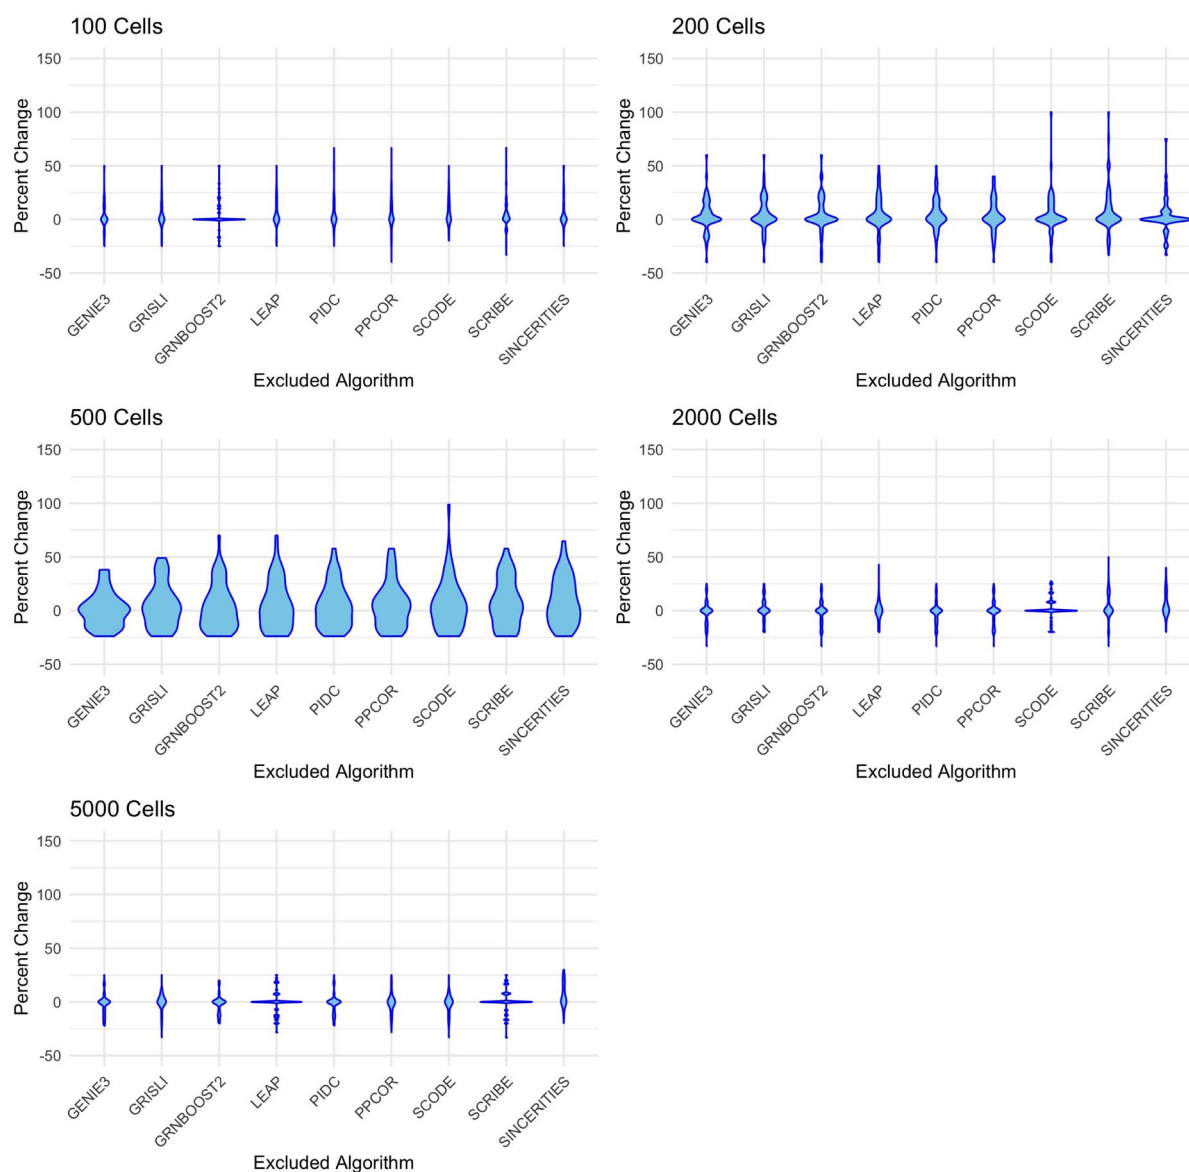 100 Cells
Percent Change
150
100
50
0
-50
GENIE3
GRISLI
GRNBOOST2
LEAP
PIDC
PPCOR
SCODE
SCRIBE
SINCERITIES
Excluded Algorithm
200 Cells
Percent Change
150
100
50
0
-50
GENIE3
GRISLI
GRNBOOST2
LEAP
PIDC
PPCOR
SCODE
SCRIBE
SINCERITIES
Excluded Algorithm
500 Cells
Percent Change
150
100
50
0
-50
GENIE3
GRISLI
GRNBOOST2
LEAP
PIDC
PPCOR
SCODE
SCRIBE
SINCERITIES
Excluded Algorithm
2000 Cells
Percent Change
150
100
50
0
-50
GENIE3
GRISLI
GRNBOOST2
LEAP
PIDC
PPCOR
SCODE
SCRIBE
SINCERITIES
Excluded Algorithm
5000 Cells
Percent Change
150
100
50
0
-50
GENIE3
GRISLI
GRNBOOST2
LEAP
PIDC
PPCOR
SCODE
SCRIBE
SINCERITIES
Excluded Algorithm